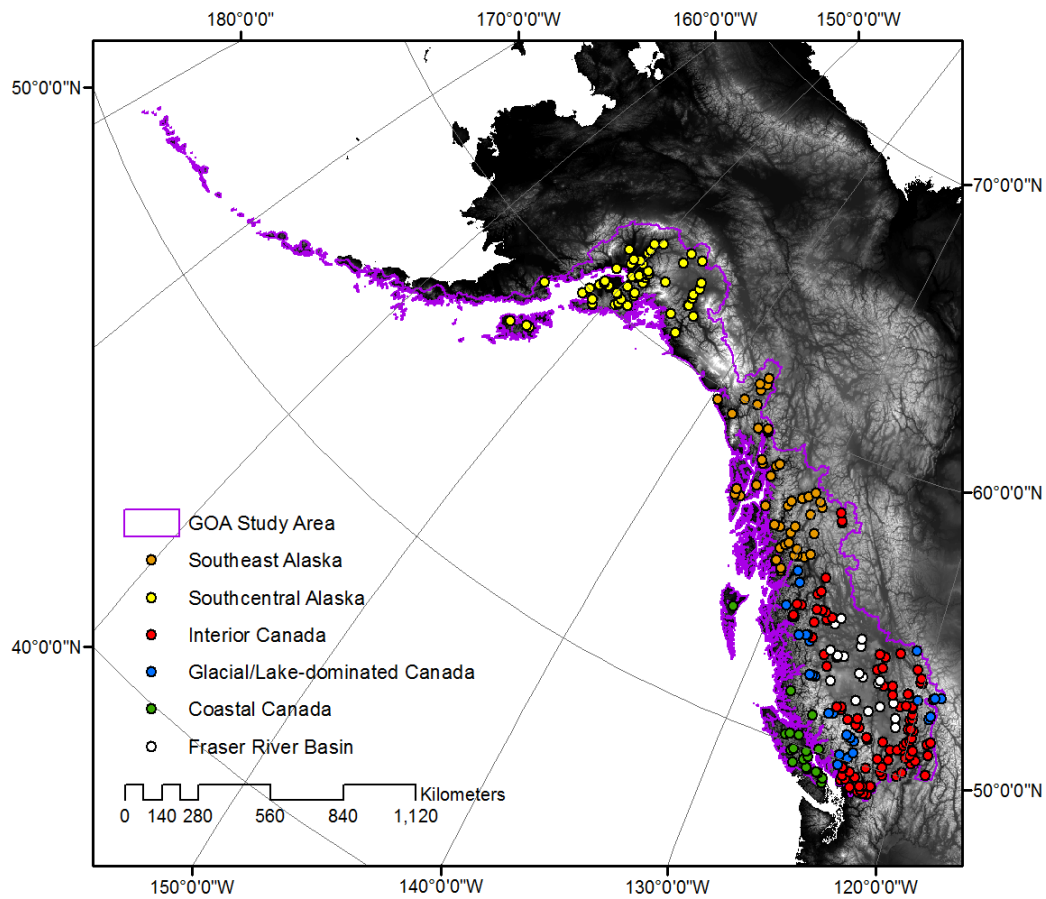 180°0'0"W
170°0'0"W
160°0'0"W
150°0'0"W
50°0'0"N
70°0'0"N
60°0'0"N
40°0'0"N
50°0'0"N
GOA Study Area
Southeast Alaska
Southcentral Alaska
Interior Canada
Glacial/Lake-dominated Canada
Coastal Canada
Fraser River Basin
Kilometers
0 140 280 560 840 1,120
150°0'0"W
140°0'0"W
130°0'0"W
120°0'0"W